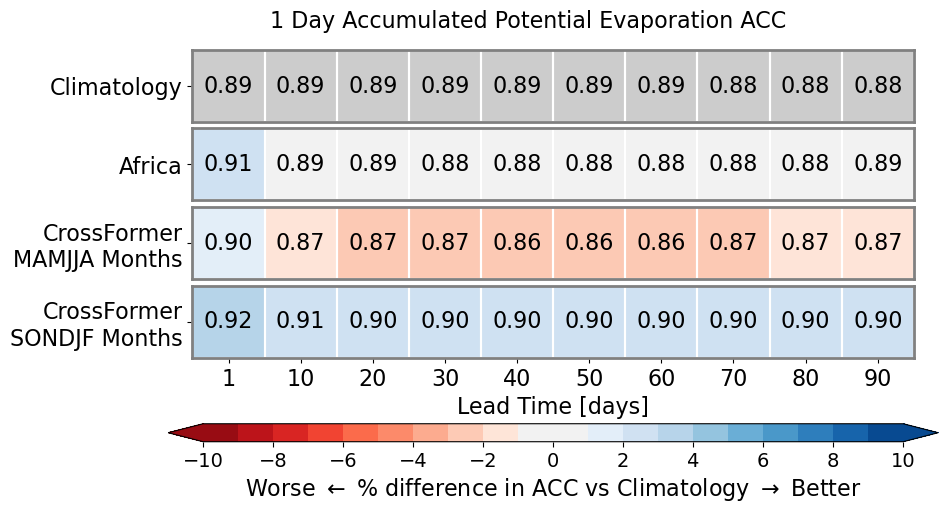 1 Day Accumulated Potential Evaporation ACC
Climatology 0.89 0.89 0.89 0.89 0.89 0.89 0.89 0.88 0.88 0.88
Africa 0.91 0.89 0.89 0.88 0.88 0.88 0.88 0.88 0.88 0.89
CrossFormer
MAMJJA Months 0.90 0.87 0.87 0.87 0.86 0.86 0.86 0.87 0.87 0.87
CrossFormer
SONDJF Months 0.92 0.91 0.90 0.90 0.90 0.90 0.90 0.90 0.90 0.90
1 10 20 30 40 50 60 70 80 90
Lead Time [days]
−10 −8 −6 −4 −2 0 2 4 6 8 10
Worse ← % difference in ACC vs Climatology → Better